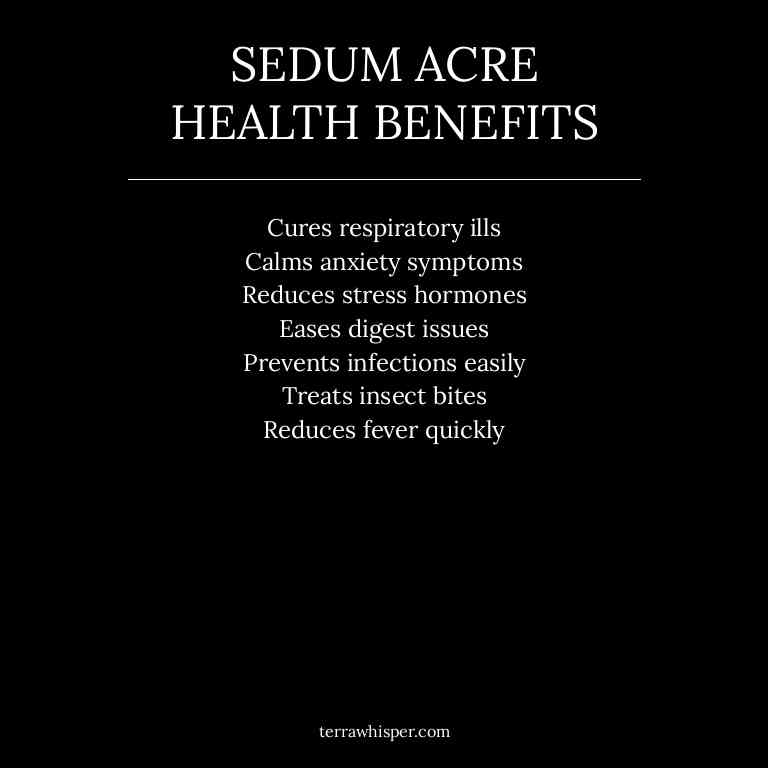 SEDUM ACRE
HEALTH BENEFITS
Cures respiratory ills
Calms anxiety symptoms
Reduces stress hormones
Eases digest issues
Prevents infections easily
Treats insect bites
Reduces fever quickly
terrawhisper.com